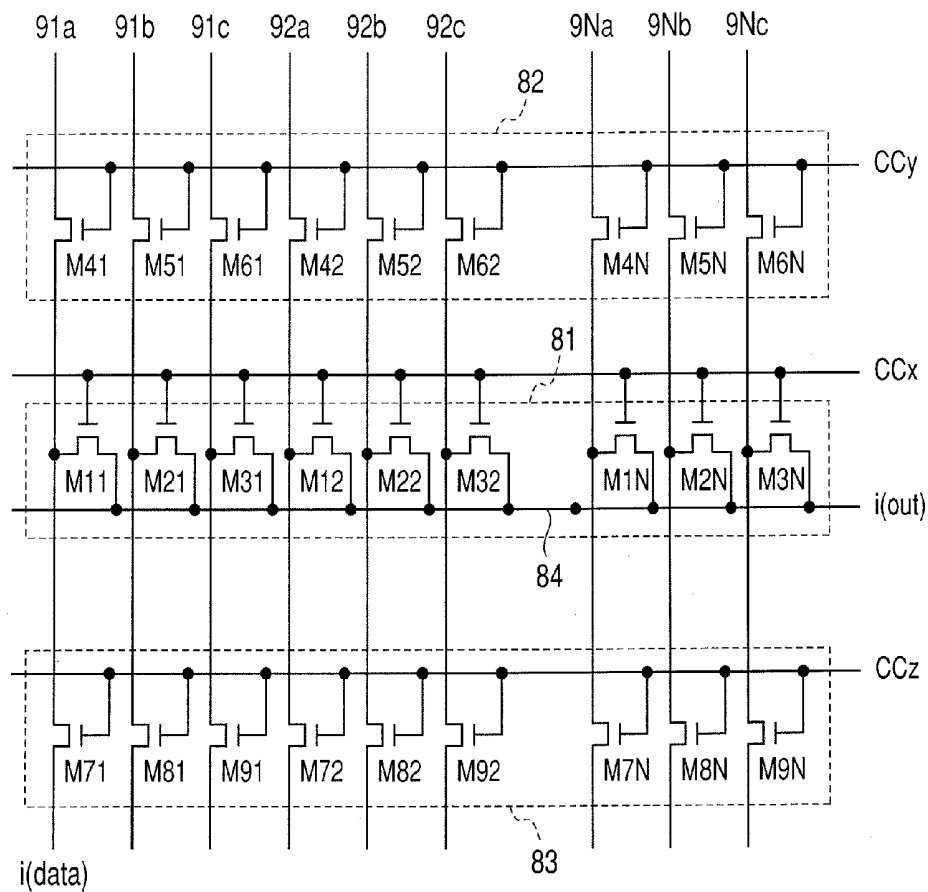 91a 91b 91c 92a 92b 92c 9Na 9Nb 9Nc
82
CCy
M41 M51 M61 M42 M52 M62 M4N M5N M6N
81
CCx
M11 M21 M31 M12 M22 M32 M1N M2N M3N
i(out)
84
CCz
M71 M81 M91 M72 M82 M92 M7N M8N M9N
83
i(data)